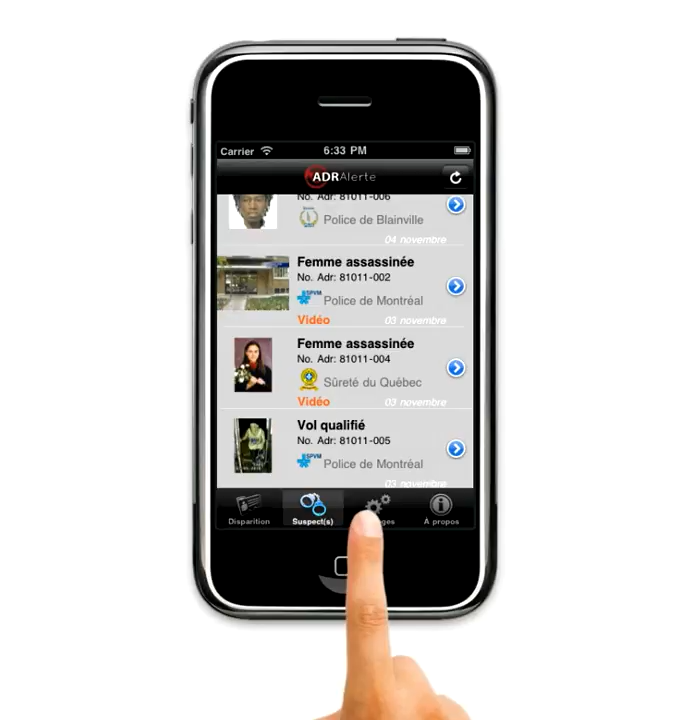 Carrier 6:33 PM
ADRAlerte
No. Adr: 81011-006
Police de Blainville
04 novembre
Femme assassinée
No. Adr: 81011-002
SPVM Police de Montréal
Vidéo 03 novembre
Femme assassinée
No. Adr: 81011-004
Sûreté du Québec
Vidéo 03 novembre
Vol qualifié
No. Adr: 81011-005
SPVM Police de Montréal
03 novembre
Disparition Suspect(s) ges À propos